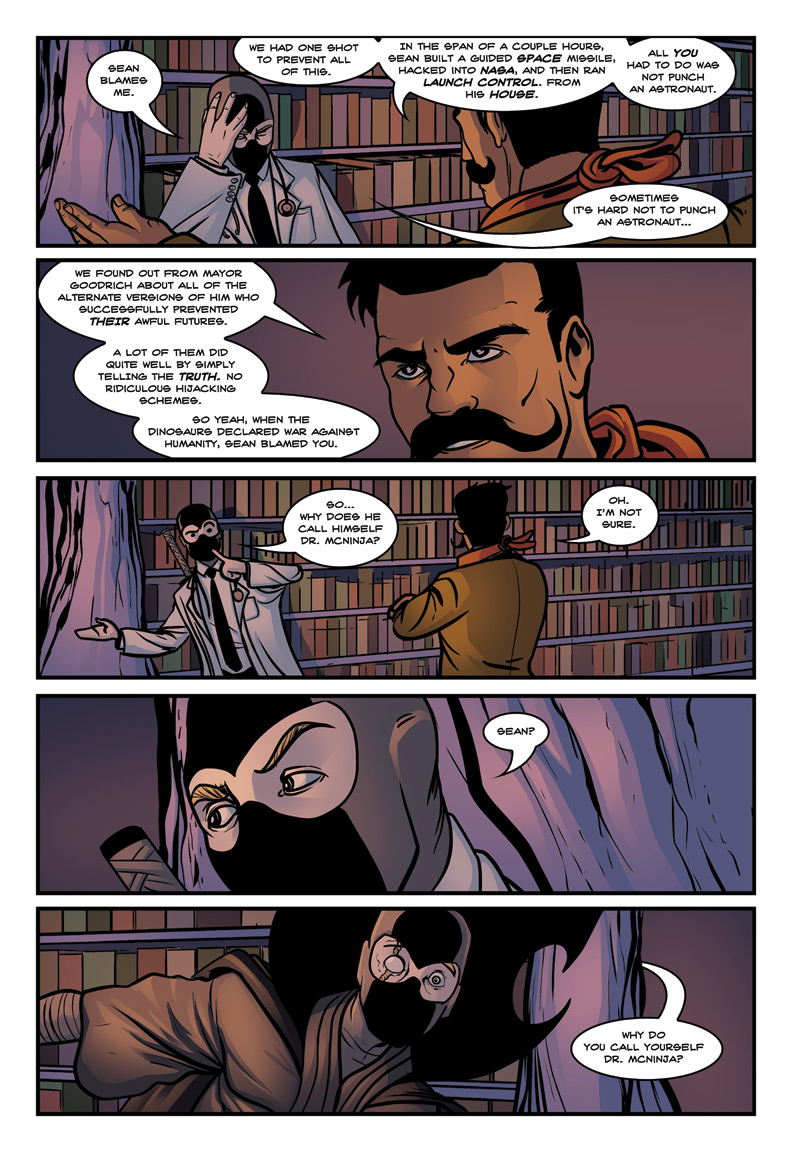 SEAN
BLAMES
ME.
WE HAD ONE SHOT
TO PREVENT ALL
OF THIS.
IN THE SPAN OF A COUPLE HOURS,
SEAN BUILT A GUIDED SPACE MISSILE,
HACKED INTO NASA, AND THEN RAN
LAUNCH CONTROL. FROM
HIS HOUSE.
ALL YOU
HAD TO DO WAS
NOT PUNCH
AN ASTRONAUT.
SOMETIMES
IT'S HARD NOT TO PUNCH
AN ASTRONAUT...
WE FOUND OUT FROM MAYOR
GOODRICH ABOUT ALL OF THE
ALTERNATE VERSIONS OF HIM WHO
SUCCESSFULLY PREVENTED
THEIR AWFUL FUTURES.
A LOT OF THEM DID
QUITE WELL BY SIMPLY
TELLING THE TRUTH. NO
RIDICULOUS HIJACKING
SCHEMES.
SO YEAH, WHEN THE
DINOSAURS DECLARED WAR AGAINST
HUMANITY, SEAN BLAMED YOU.
SO...
WHY DOES HE
CALL HIMSELF
DR. MCNINJA?
OH.
I'M NOT
SURE.
SEAN?
WHY DO
YOU CALL YOURSELF
DR. MCNINJA?